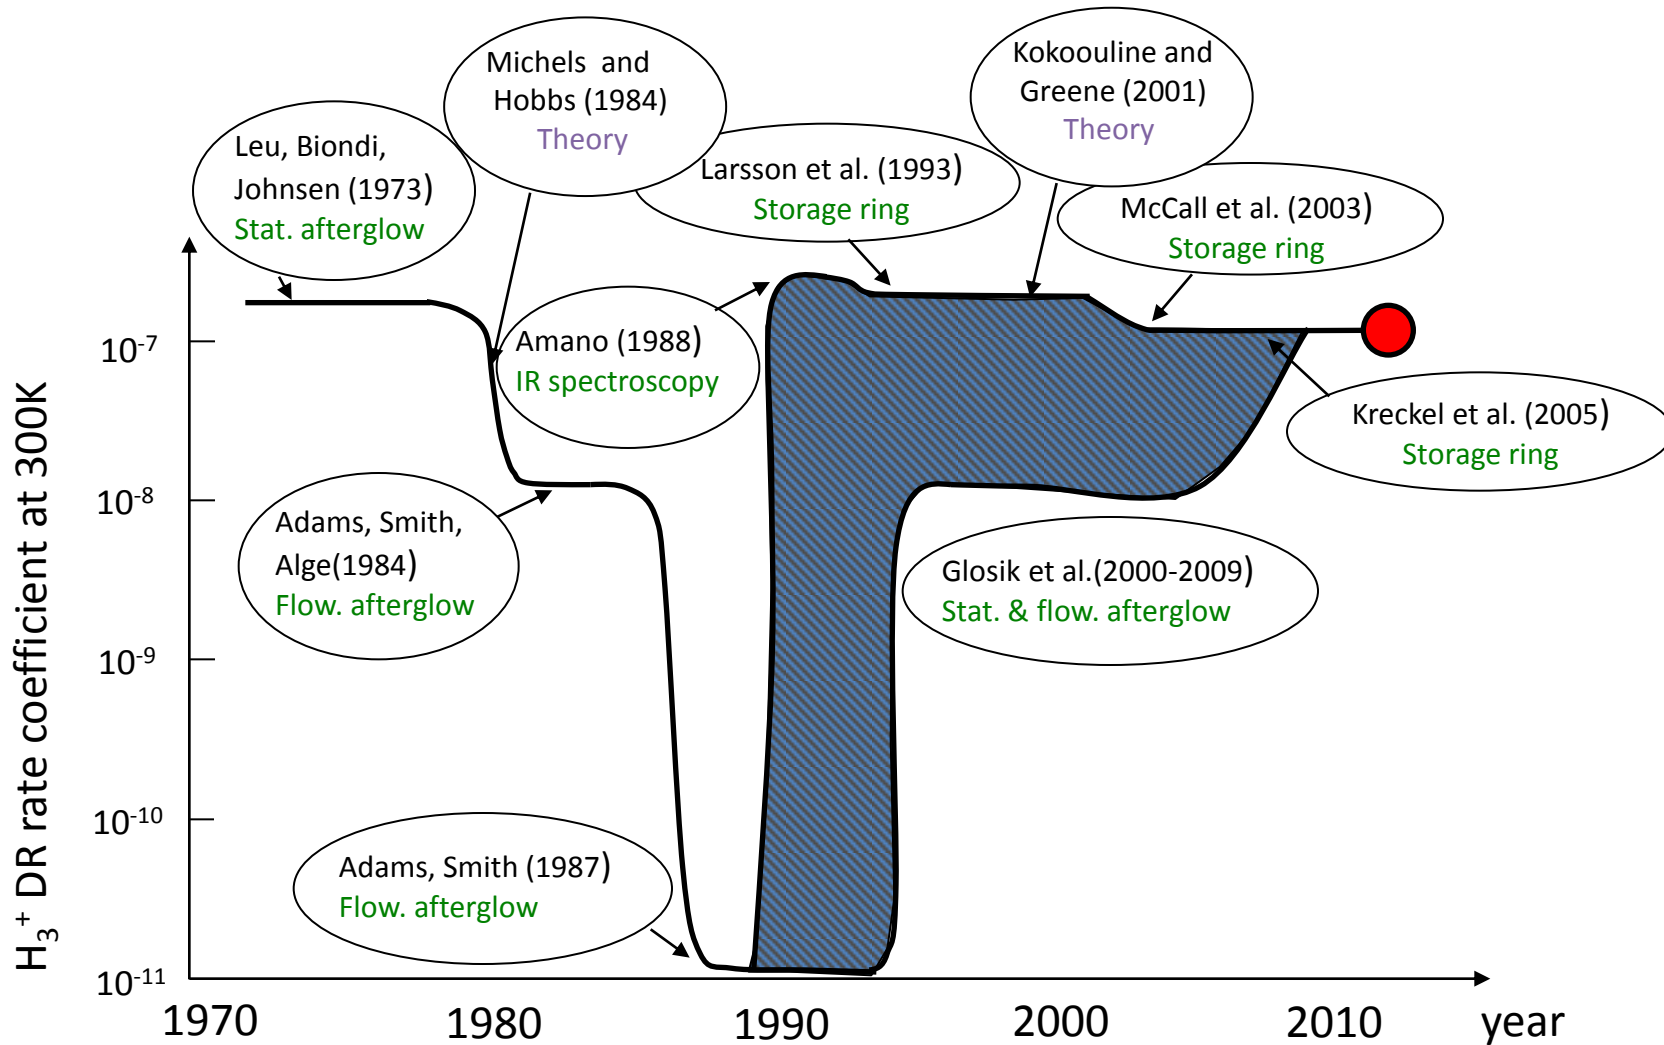 Michels and
Hobbs (1984)
Theory
Kokoouline and
Greene (2001)
Theory
Leu, Biondi,
Johnsen (1973)
Stat. afterglow
Larsson et al. (1993)
Storage ring
McCall et al. (2003)
Storage ring
Amano (1988)
IR spectroscopy
Kreckel et al. (2005)
Storage ring
Adams, Smith,
Alge(1984)
Flow. afterglow
Glosik et al.(2000-2009)
Stat. & flow. afterglow
Adams, Smith (1987)
Flow. afterglow
H₃⁺ DR rate coefficient at 300K
10⁻⁷
10⁻⁸
10⁻⁹
10⁻¹⁰
10⁻¹¹
1970 1980 1990 2000 2010 year